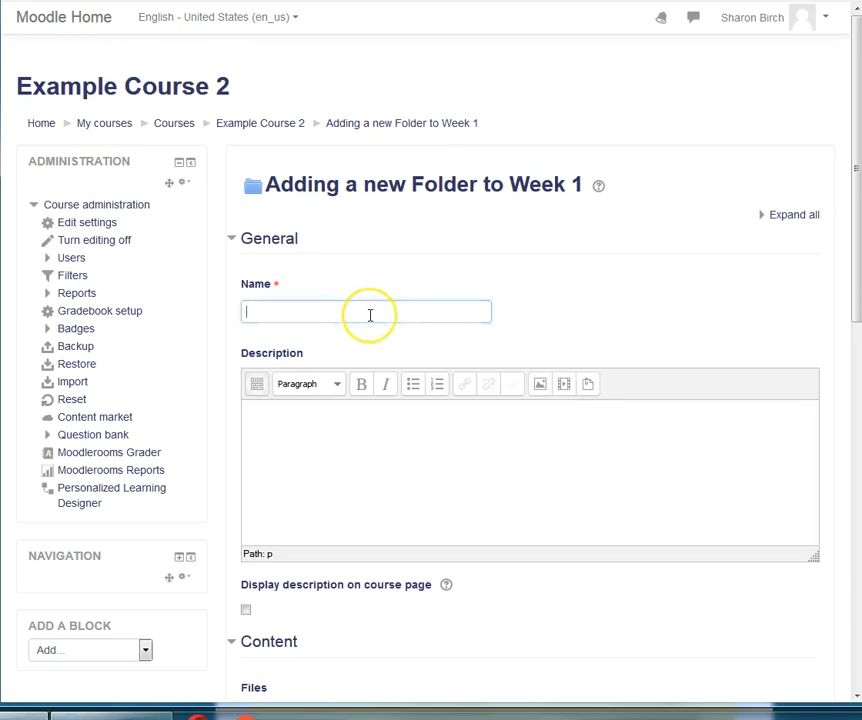 Moodle Home
English - United States (en_us)
Sharon Birch
Example Course 2
Home
My courses
Courses
Example Course 2
Adding a new Folder to Week 1
ADMINISTRATION
Course administration
Edit settings
Turn editing off
Users
Filters
Reports
Gradebook setup
Badges
Backup
Restore
Import
Reset
Content market
Question bank
Moodlerooms Grader
Moodlerooms Reports
Personalized Learning
Designer
NAVIGATION
ADD A BLOCK
Add...
Adding a new Folder to Week 1
Expand all
General
Name *
Description
Paragraph
B I
Path: p
Display description on course page
Content
Files